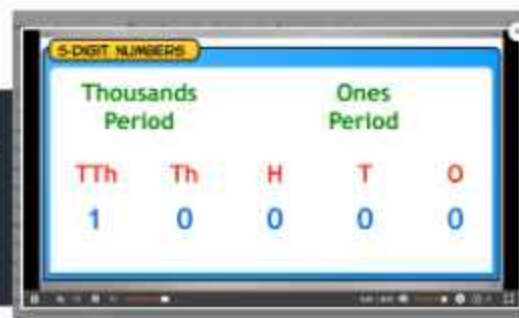 5-DIGIT NUMBERS
Thousands Ones
Period Period
TTh Th H T O
1 0 0 0 0